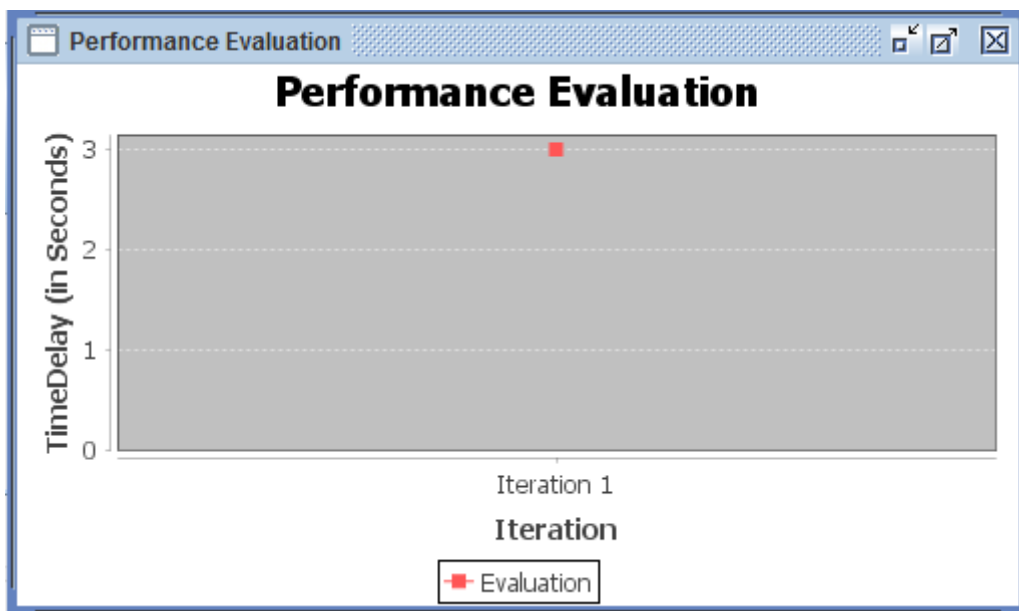 Performance Evaluation
Performance Evaluation
TimeDelay (in Seconds)
3
2
1
0
Iteration 1
Iteration
Evaluation